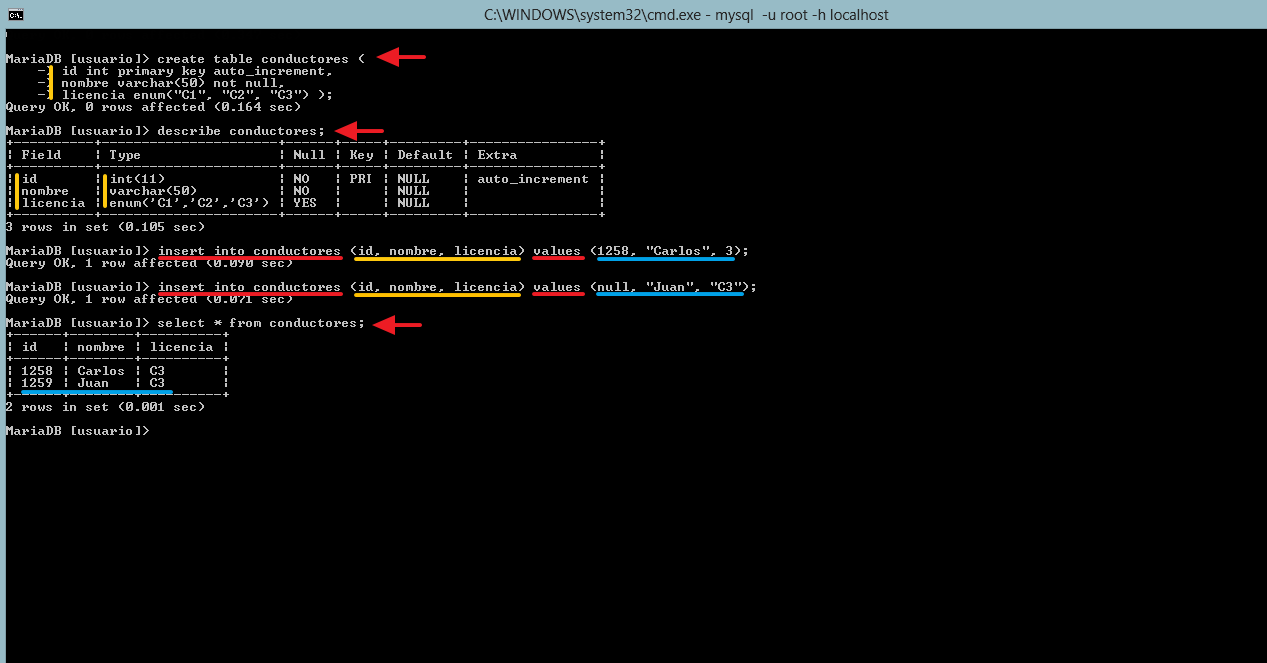 C:\WINDOWS\system32\cmd.exe - mysql  -u root -h localhost
MariaDB [usuario]> create table conductores (
    -> id int primary key auto_increment,
    -> nombre varchar(50) not null,
    -> licencia enum("C1", "C2", "C3") );
Query OK, 0 rows affected (0.164 sec)
MariaDB [usuario]> describe conductores;
+----------+----------------------+------+-----+---------+----------------+
| Field    | Type                 | Null | Key | Default | Extra          |
+----------+----------------------+------+-----+---------+----------------+
| id       | int(11)              | NO   | PRI | NULL    | auto_increment |
| nombre   | varchar(50)          | NO   |     | NULL    |                |
| licencia | enum('C1','C2','C3') | YES  |     | NULL    |                |
+----------+----------------------+------+-----+---------+----------------+
3 rows in set (0.105 sec)
MariaDB [usuario]> insert into conductores (id, nombre, licencia) values (1258, "Carlos", 3);
Query OK, 1 row affected (0.090 sec)
MariaDB [usuario]> insert into conductores (id, nombre, licencia) values (null, "Juan", "C3");
Query OK, 1 row affected (0.071 sec)
MariaDB [usuario]> select * from conductores;
+------+--------+----------+
| id   | nombre | licencia |
+------+--------+----------+
| 1258 | Carlos | C3       |
| 1259 | Juan   | C3       |
+------+--------+----------+
2 rows in set (0.001 sec)
MariaDB [usuario]>